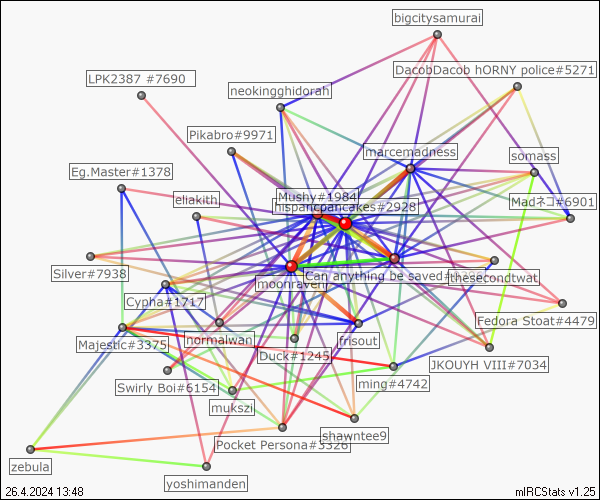 bigcitysamurai
LPK2387 #7690
DacobDacob hORNY police#5271
neokingghidorah
Pikabro#9971
marcemadness
somass
Eg.Master#1378
Mushy#1984
eliakith
Madネコ#6901
hispancpancakes#2928
Silver#7938
Can anything be saved#
thesecondtwat
moonraven
Cypha#1717
Fedora Stoat#4479
normalwan
frisout
Majestic#3375
Duck#1245
JKOUYH VIII#7034
Swirly Boi#6154
ming#4742
mukszi
shawntee9
Pocket Persona#3326
zebula
yoshimanden
26.4.2024 13:48
mIRCStats v1.25